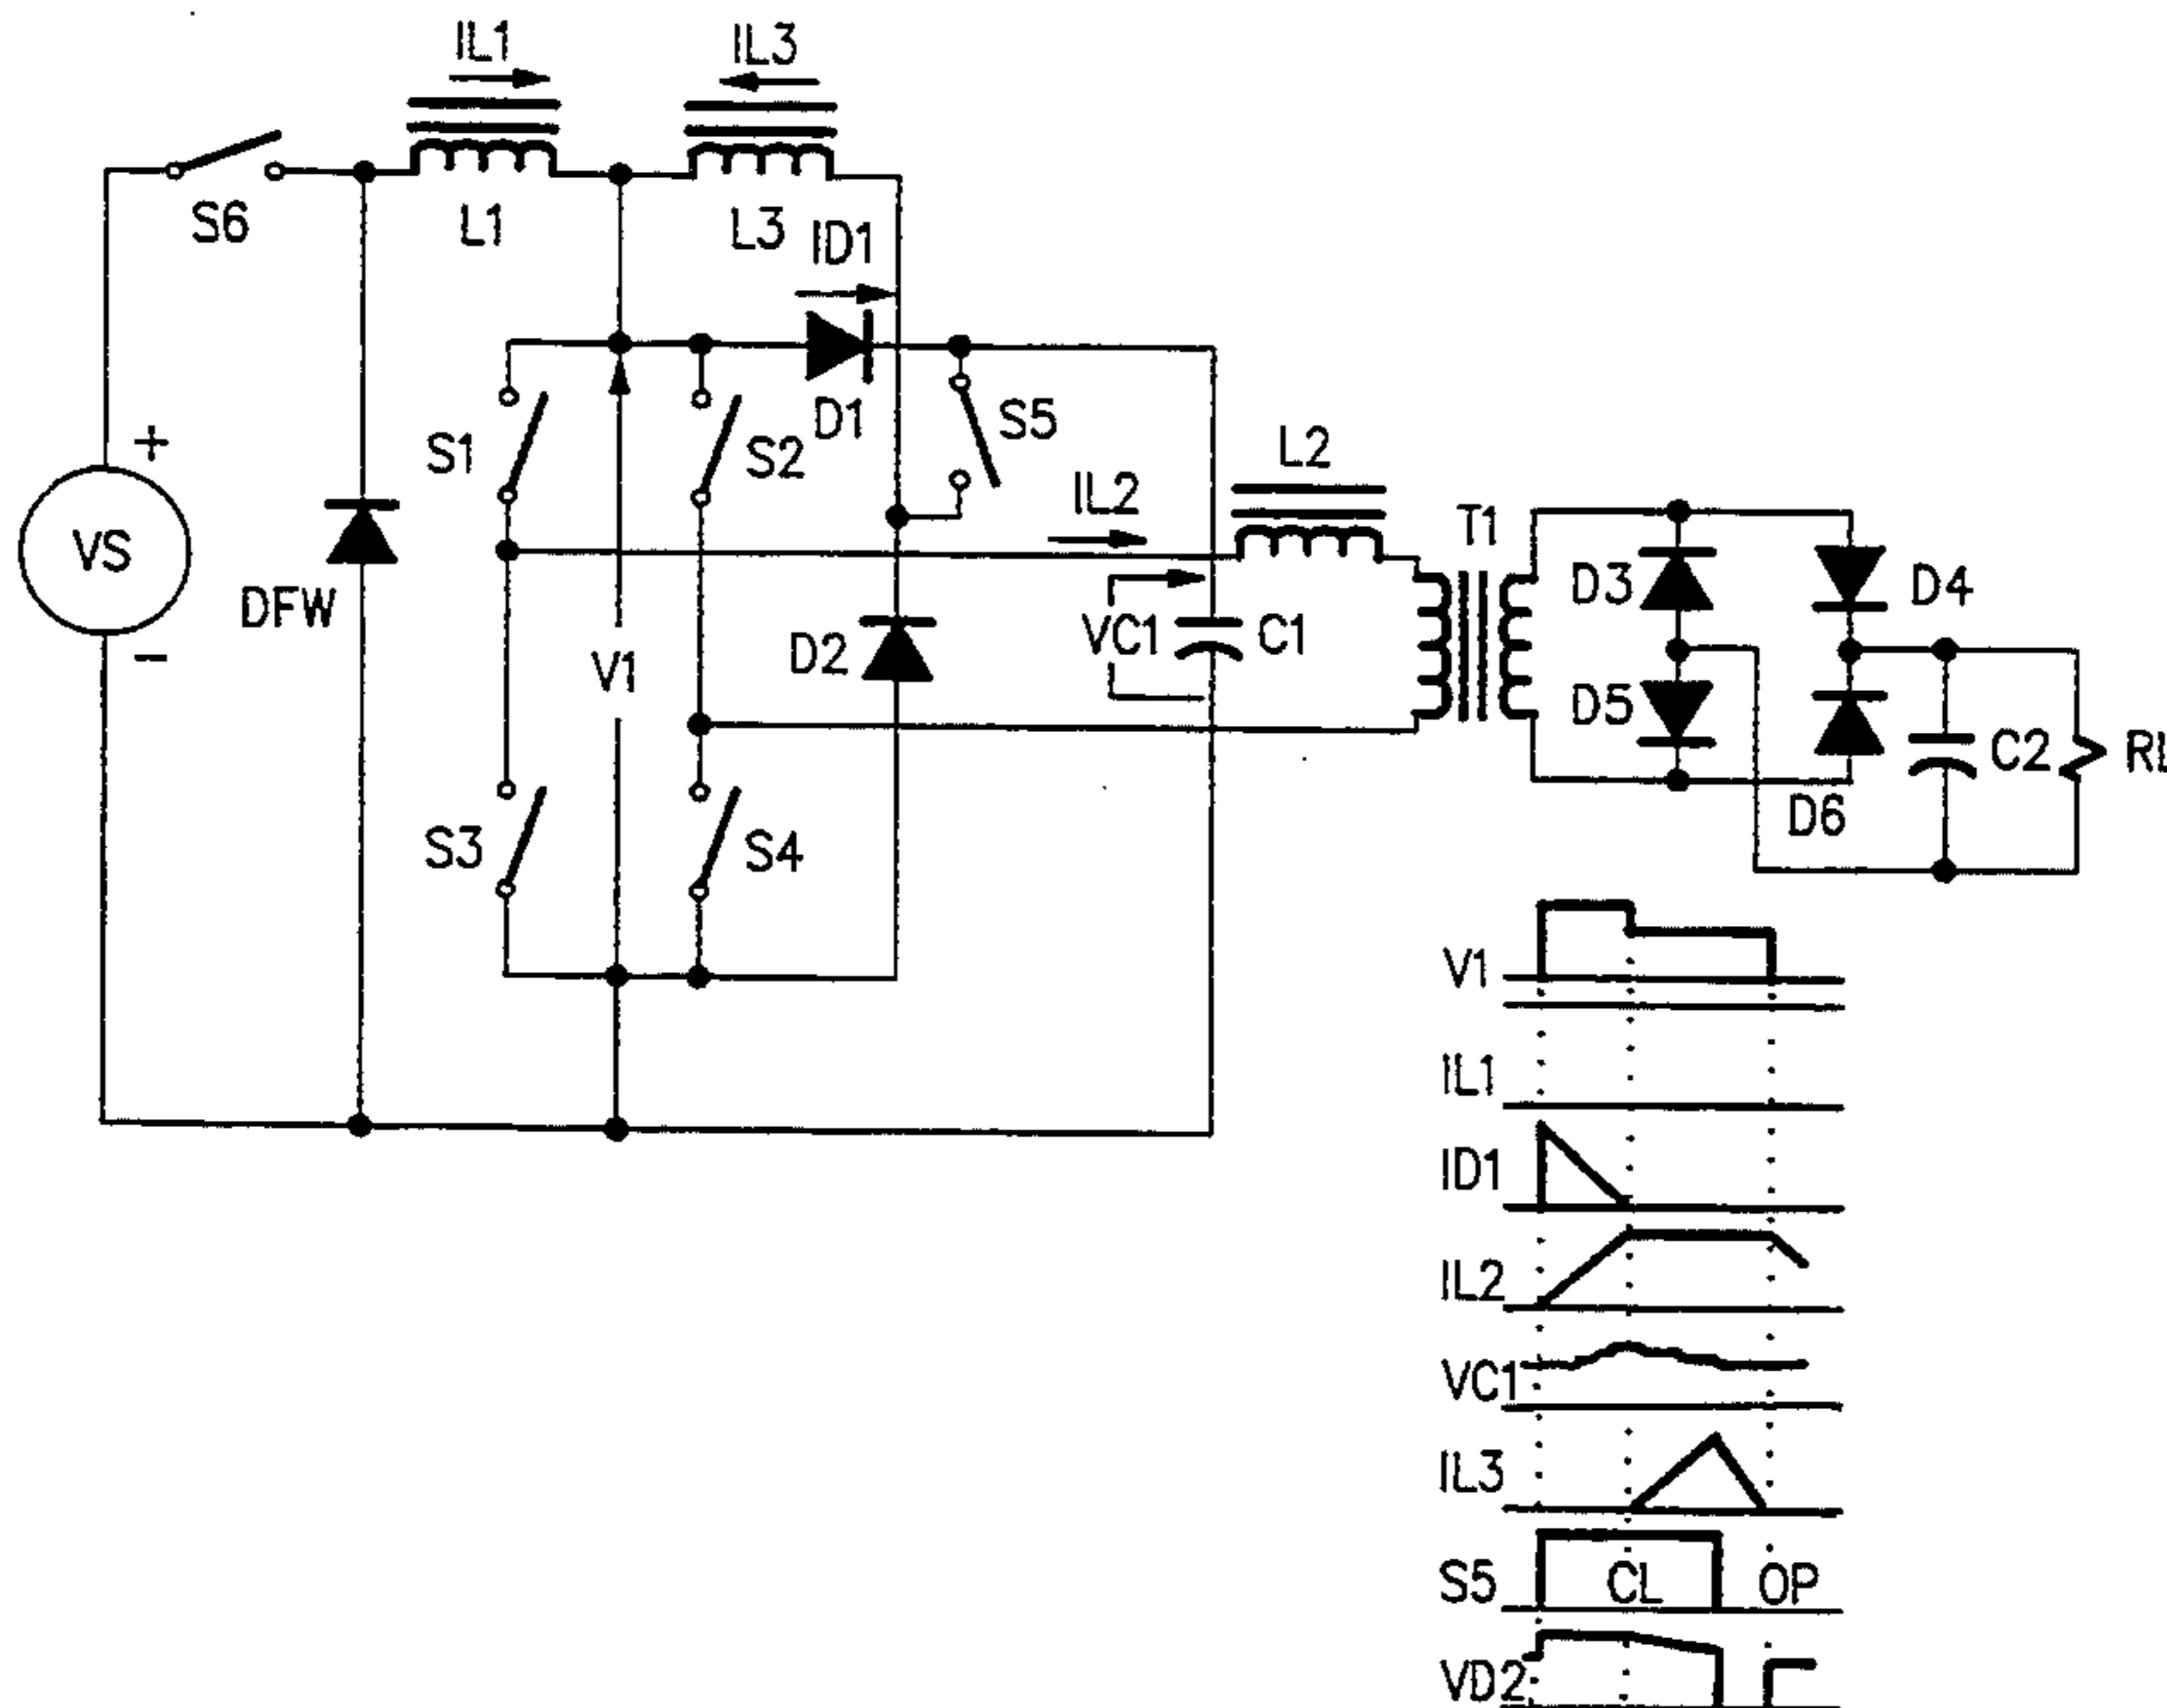 IL1
IL3
S6
L1
L3
ID1
S1
S2
D1
S5
L2
IL2
T1
+
VS
−
DFW
V1
D2
VC1
C1
D3
D4
D5
C2
D6
S3
S4
V1
IL1
ID1
IL2
VC1
IL3
S5
CL
OP
VD2